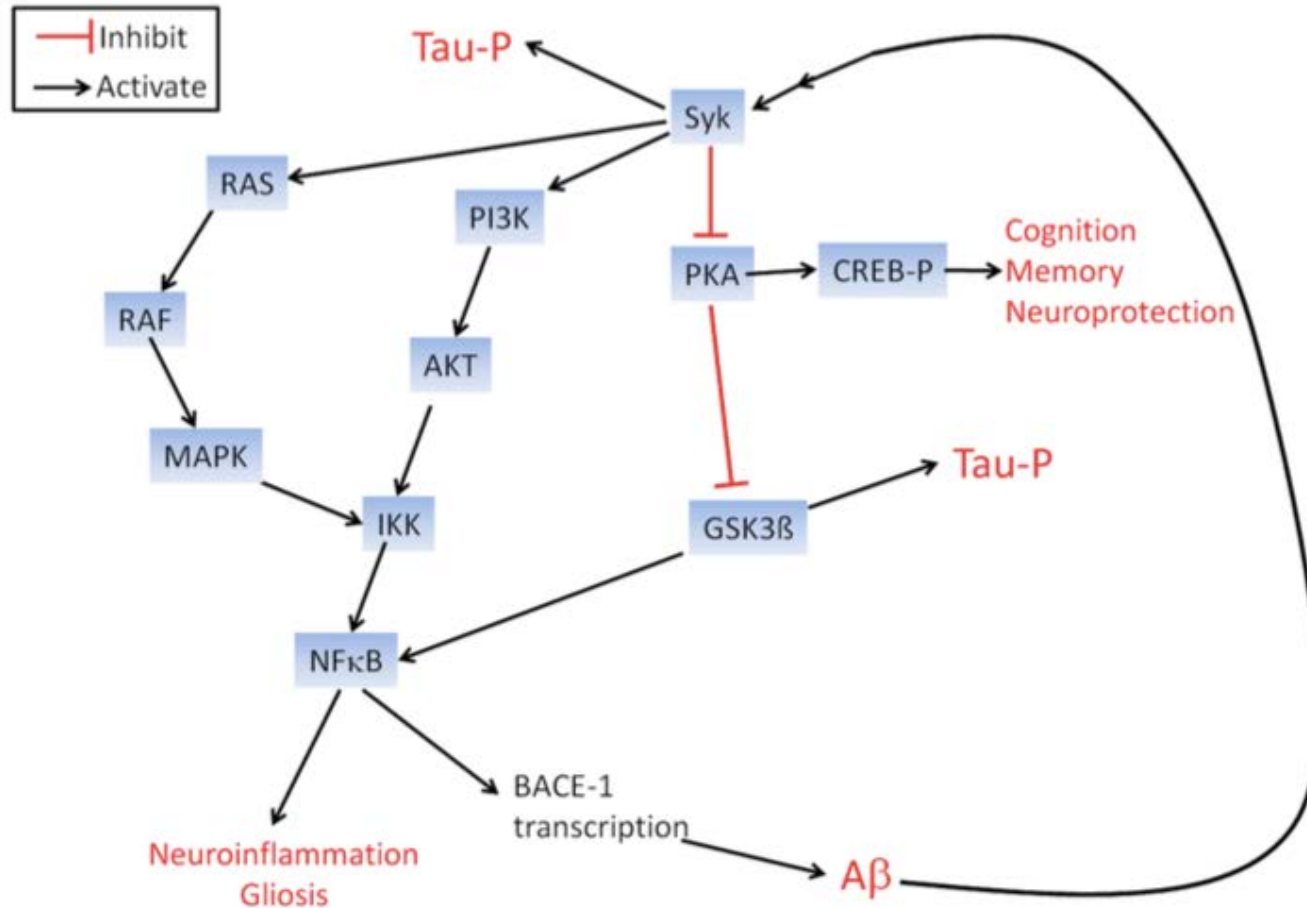 Inhibit
Activate
Tau-P
Syk
RAS
PI3K
RAF
PKA
CREB-P
Cognition
Memory
Neuroprotection
AKT
MAPK
IKK
GSK3ß
Tau-P
NFκB
BACE-1
transcription
Neuroinflammation
Gliosis
Aβ